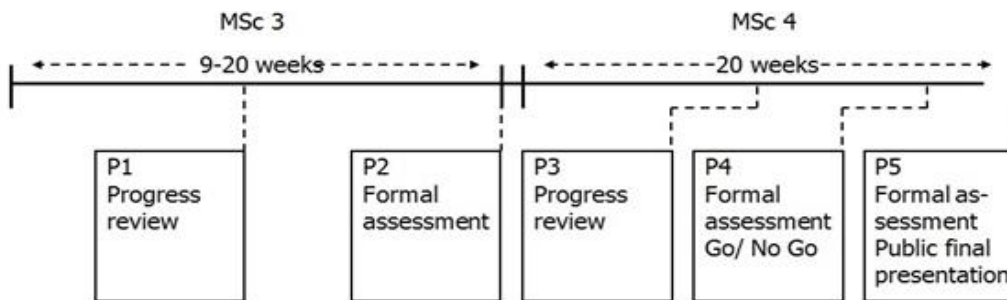 MSc 3
MSc 4
9-20 weeks
20 weeks
P1
Progress
review
P2
Formal
assessment
P3
Progress
review
P4
Formal
assessment
Go/ No Go
P5
Formal as-
sessment
Public final
presentation